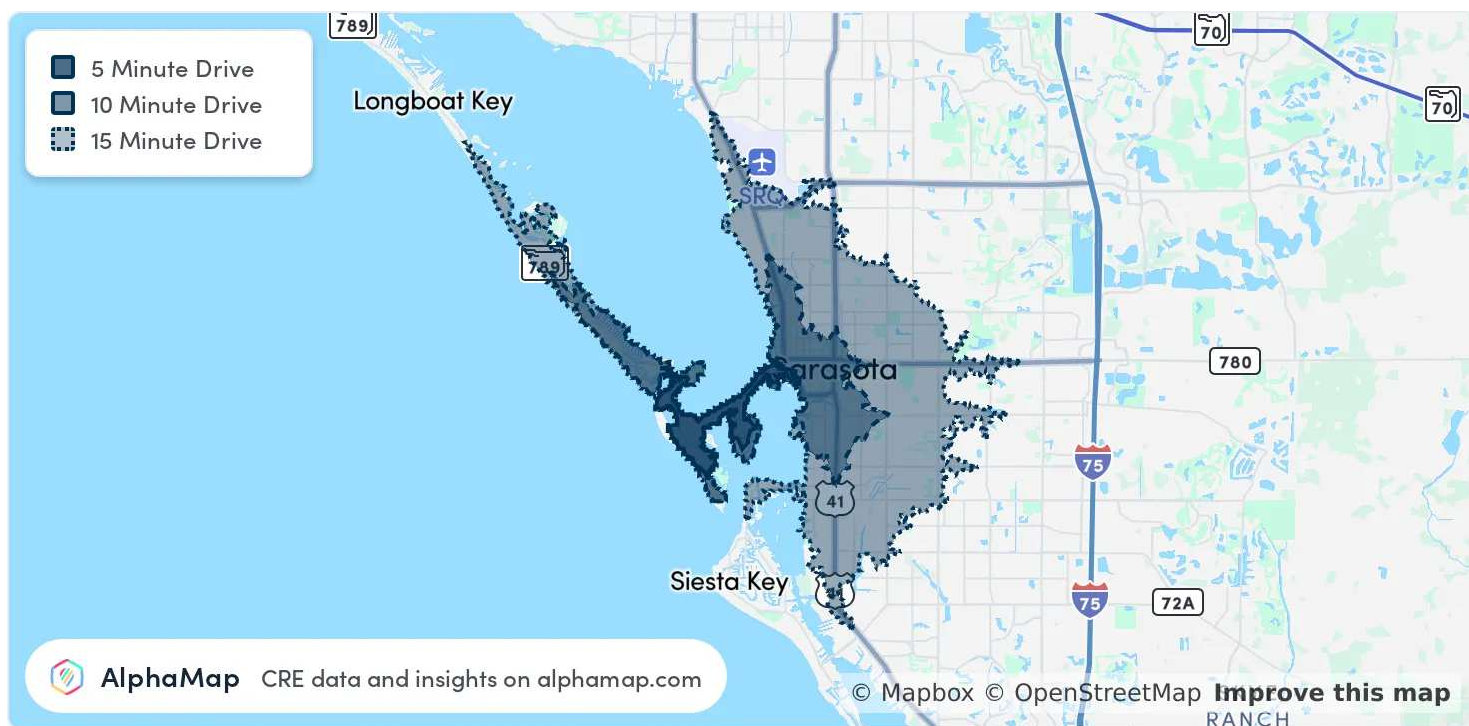 789
70
5 Minute Drive
10 Minute Drive
15 Minute Drive
Longboat Key
70
SRQ
789
Sarasota
780
75
41
Siesta Key
75
72A
AlphaMap CRE data and insights on alphamap.com
© Mapbox © OpenStreetMap Improve this map
RANCH